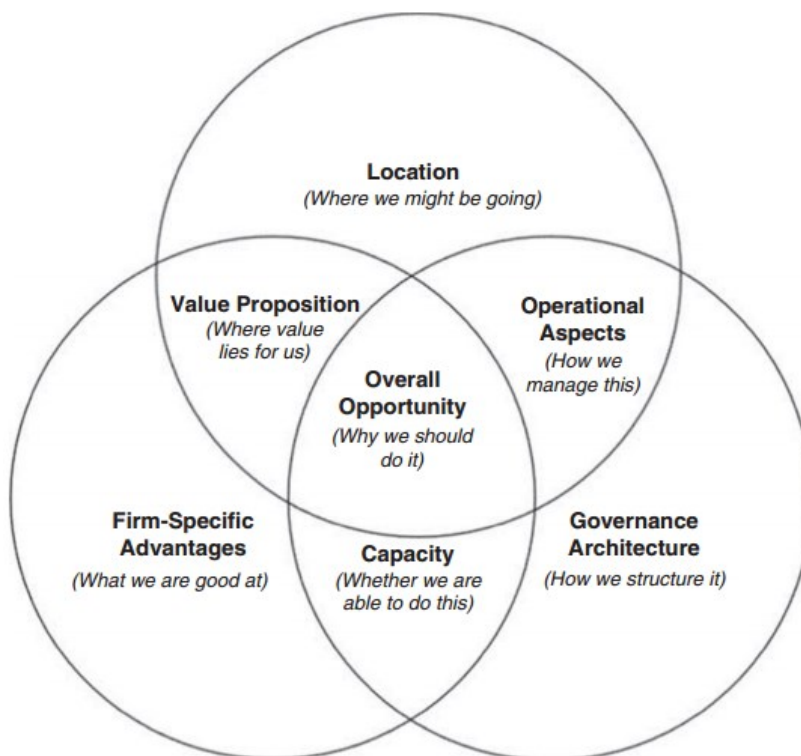 Location
(Where we might be going)
Value Proposition
(Where value
lies for us)
Operational
Aspects
(How we
manage this)
Overall
Opportunity
(Why we should
do it)
Firm-Specific
Advantages
(What we are good at)
Capacity
(Whether we are
able to do this)
Governance
Architecture
(How we structure it)